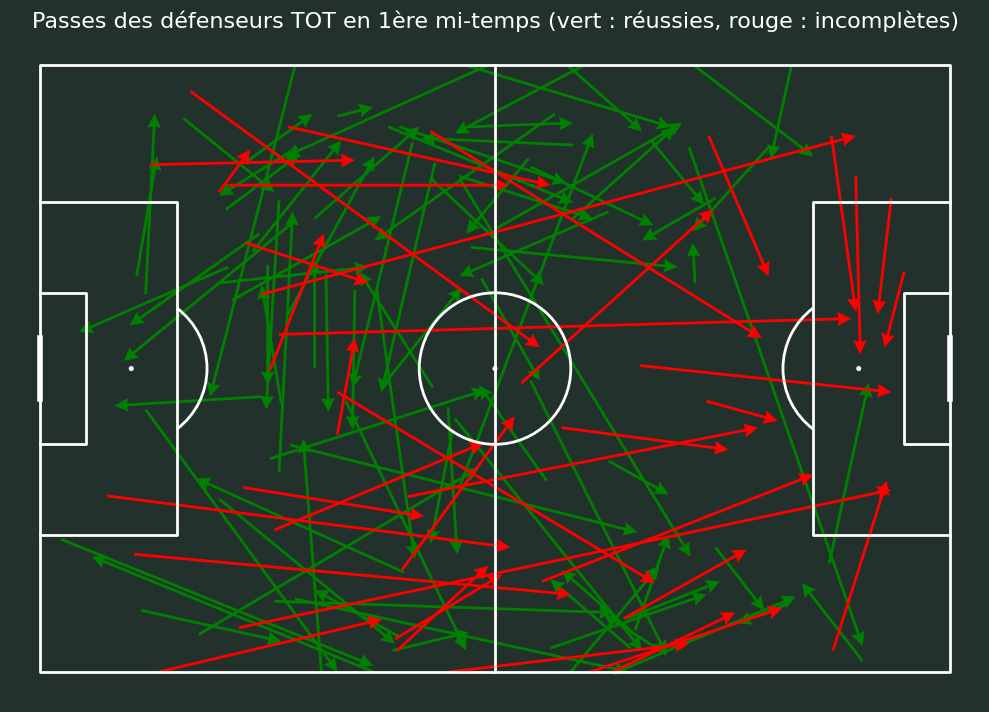 Passes des défenseurs TOT en 1ère mi-temps (vert : réussies, rouge : incomplètes)